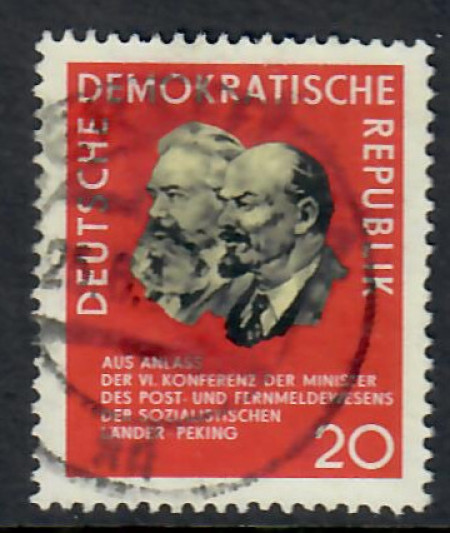 DEUTSCHE
DEMOKRATISCHE
REPUBLIK
AUS ANLASS
DER VI. KONFERENZ DER MINISTER
DES POST- UND FERNMELDEWESENS
DER SOZIALISTISCHEN
LÄNDER · PEKING
20